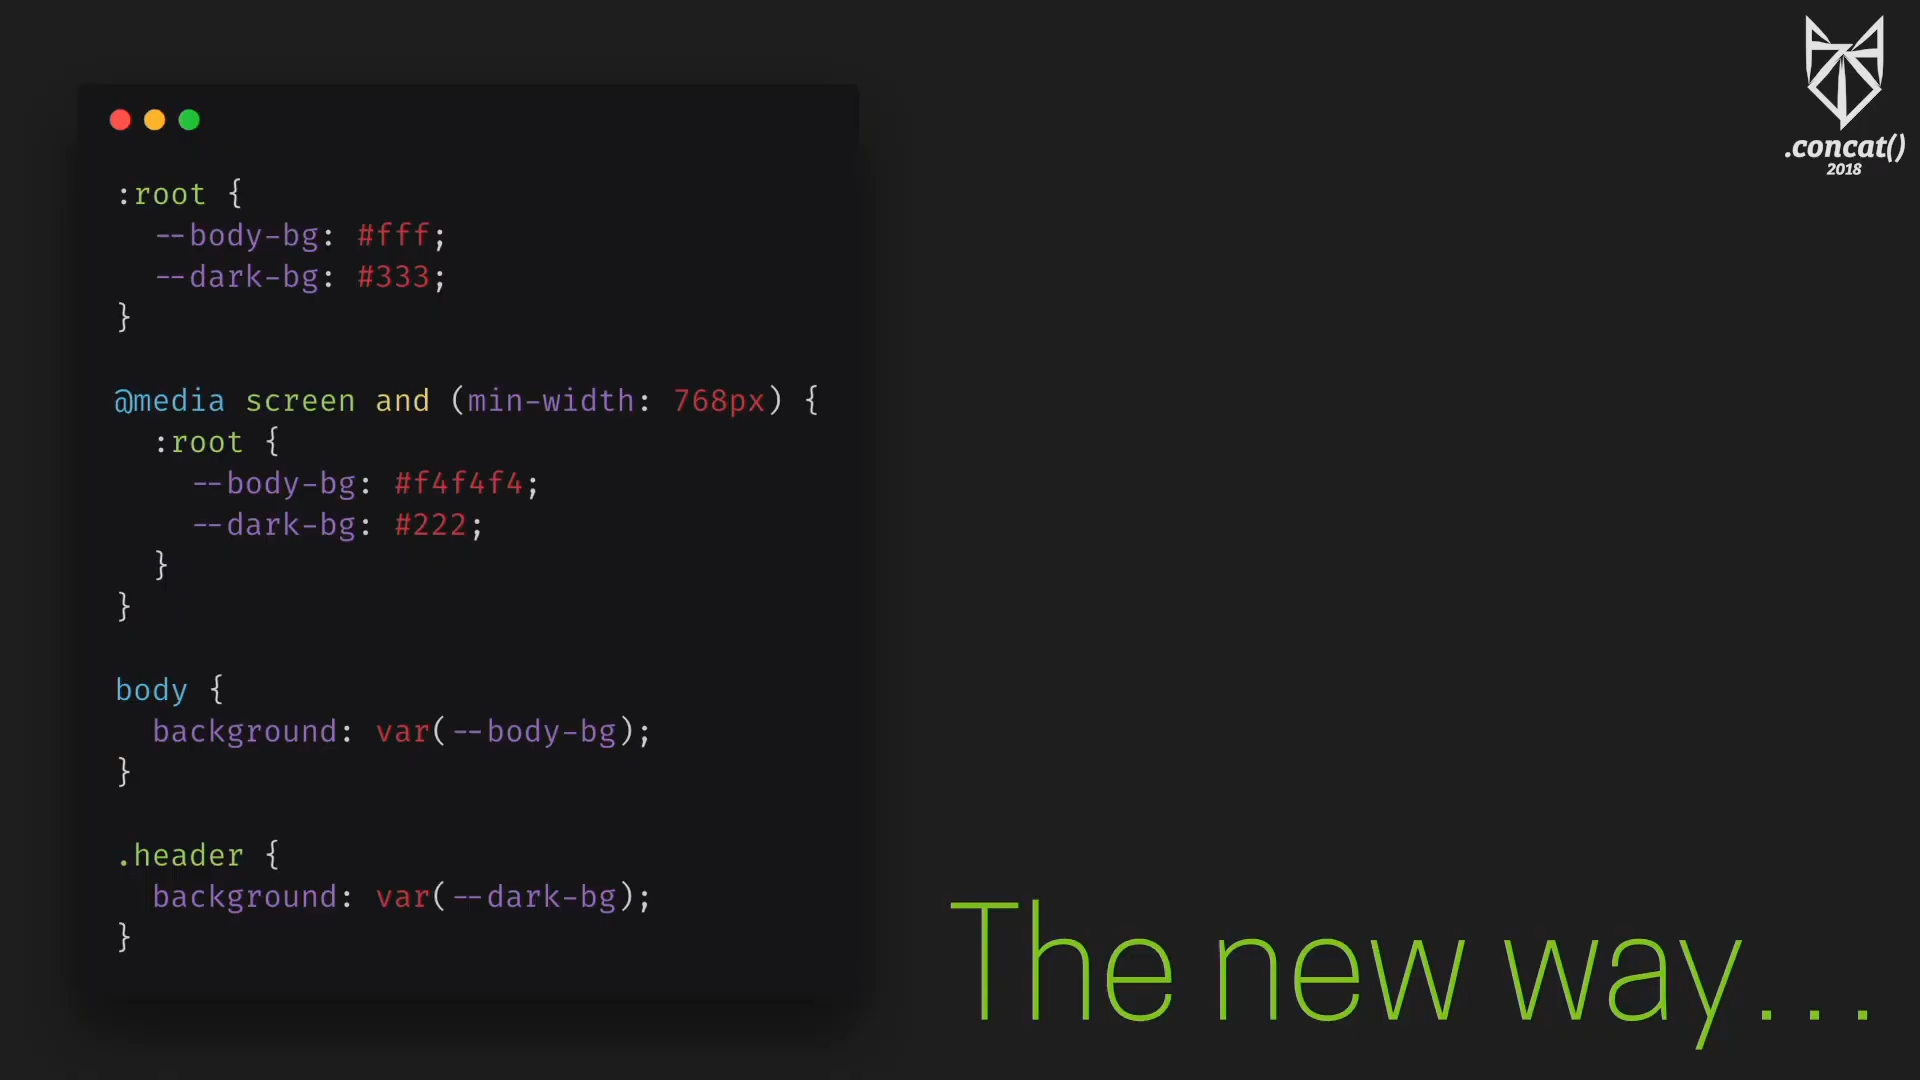 :root {
  --body-bg: #fff;
  --dark-bg: #333;
}
@media screen and (min-width: 768px) {
  :root {
    --body-bg: #f4f4f4;
    --dark-bg: #222;
  }
}
body {
  background: var(--body-bg);
}
.header {
  background: var(--dark-bg);
}
The new way...
.concat()
2018